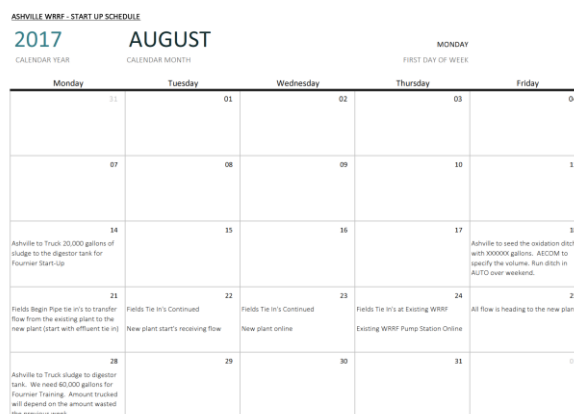 ASHVILLE WRRF - START UP SCHEDULE
2017 AUGUST MONDAY
CALENDAR YEAR CALENDAR MONTH FIRST DAY OF WEEK
Monday Tuesday Wednesday Thursday Friday
31 01 02 03
07 08 09 10
14 15 16 17
Ashville to Truck 20,000 gallons of
sludge to the digestor tank for
Fournier Start-Up
Ashville to seed the oxidation ditch
with XXXXXX gallons. AECOM to
specify the volume. Run ditch in
AUTO over weekend.
21 22 23 24
Fields Begin Pipe tie in's to transfer
flow from the existing plant to the
new plant (start with effluent tie in)
Fields Tie In's Continued
New plant start's receiving flow
Fields Tie In's Continued
New plant online
Fields Tie In's at Existing WRRF
Existing WRRF Pump Station Online
All flow is heading to the new plan
28 29 30 31
Ashville to Truck sludge to digestor
tank. We need 60,000 gallons for
Fournier Training. Amount trucked
will depend on the amount wasted
the previous week